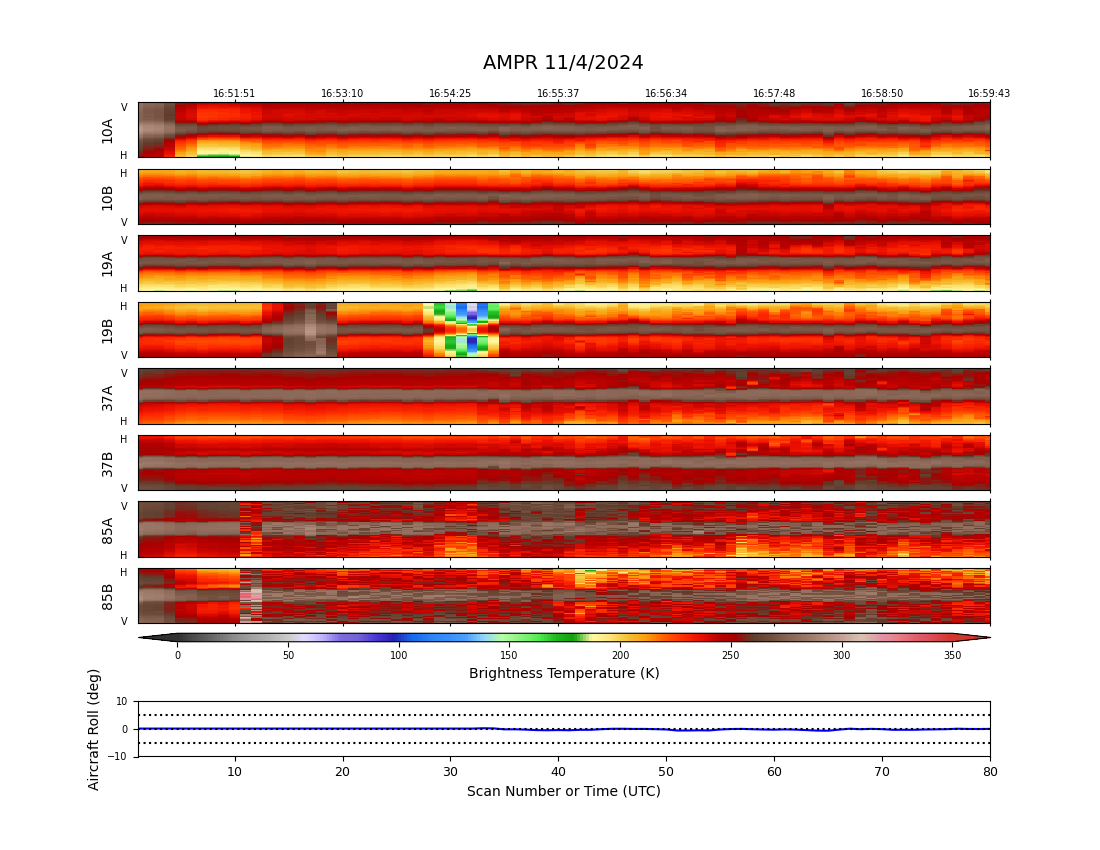 AMPR 11/4/2024
16:51:51 16:53:10 16:54:25 16:55:37 16:56:34 16:57:48 16:58:50 16:59:43
V
10A
H
H
10B
V
V
19A
H
H
19B
V
V
37A
H
H
37B
V
V
85A
H
H
85B
V
0 50 100 150 200 250 300 350
Brightness Temperature (K)
Aircraft Roll (deg)
10
0
−10
10 20 30 40 50 60 70 80
Scan Number or Time (UTC)